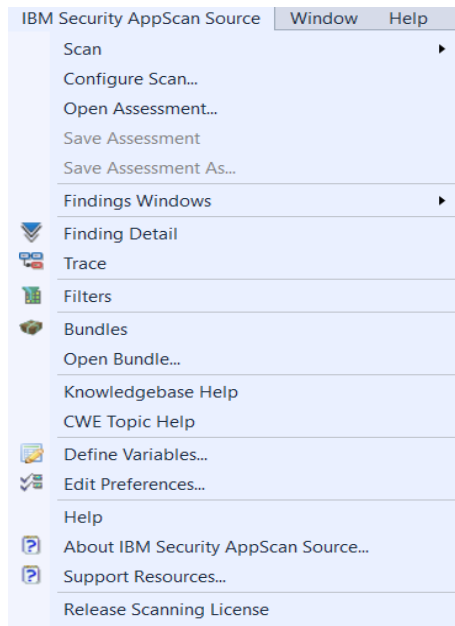 IBM Security AppScan Source Window Help
Scan
Configure Scan...
Open Assessment...
Save Assessment
Save Assessment As...
Findings Windows
Finding Detail
Trace
Filters
Bundles
Open Bundle...
Knowledgebase Help
CWE Topic Help
Define Variables...
Edit Preferences...
Help
About IBM Security AppScan Source...
Support Resources...
Release Scanning License